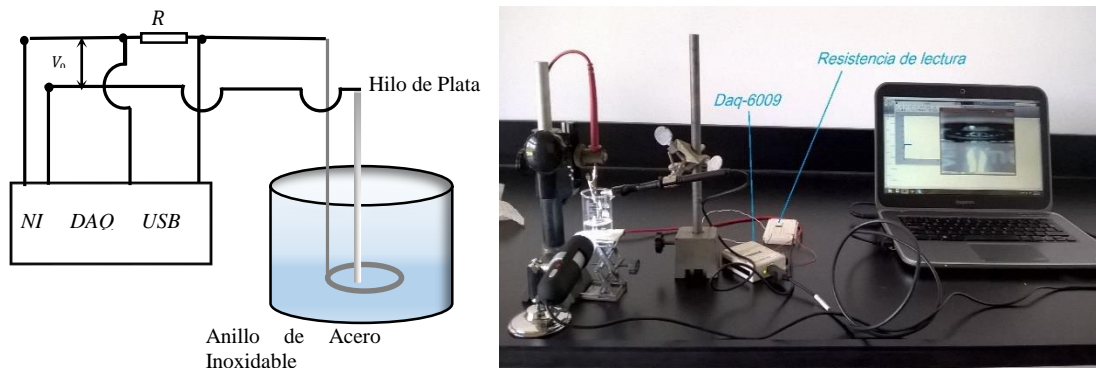 R
V₀
Hilo de Plata
NI DAQ USB
Anillo de Acero
Inoxidable
Resistencia de lectura
Daq-6009